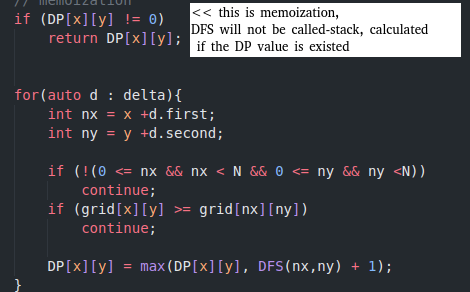 // memoization
if (DP[x][y] != 0)
return DP[x][y];
<< this is memoization,
DFS will not be called-stack, calculated
if the DP value is existed
for(auto d : delta){
int nx = x +d.first;
int ny = y +d.second;
if (!(0 <= nx && nx < N && 0 <= ny && ny <N))
continue;
if (grid[x][y] >= grid[nx][ny])
continue;
DP[x][y] = max(DP[x][y], DFS(nx,ny) + 1);
}